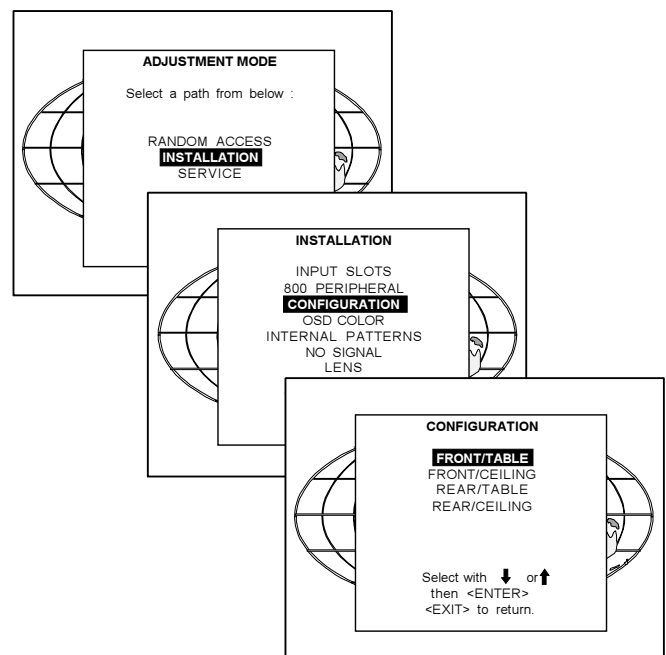 ADJUSTMENT MODE
Select a path from below :
RANDOM ACCESS
INSTALLATION
SERVICE
INSTALLATION
INPUT SLOTS
800 PERIPHERAL
CONFIGURATION
OSD COLOR
INTERNAL PATTERNS
NO SIGNAL
LENS
CONFIGURATION
FRONT/TABLE
FRONT/CEILING
REAR/TABLE
REAR/CEILING
Select with ⬇ or ⬆
then <ENTER>
<EXIT> to return.